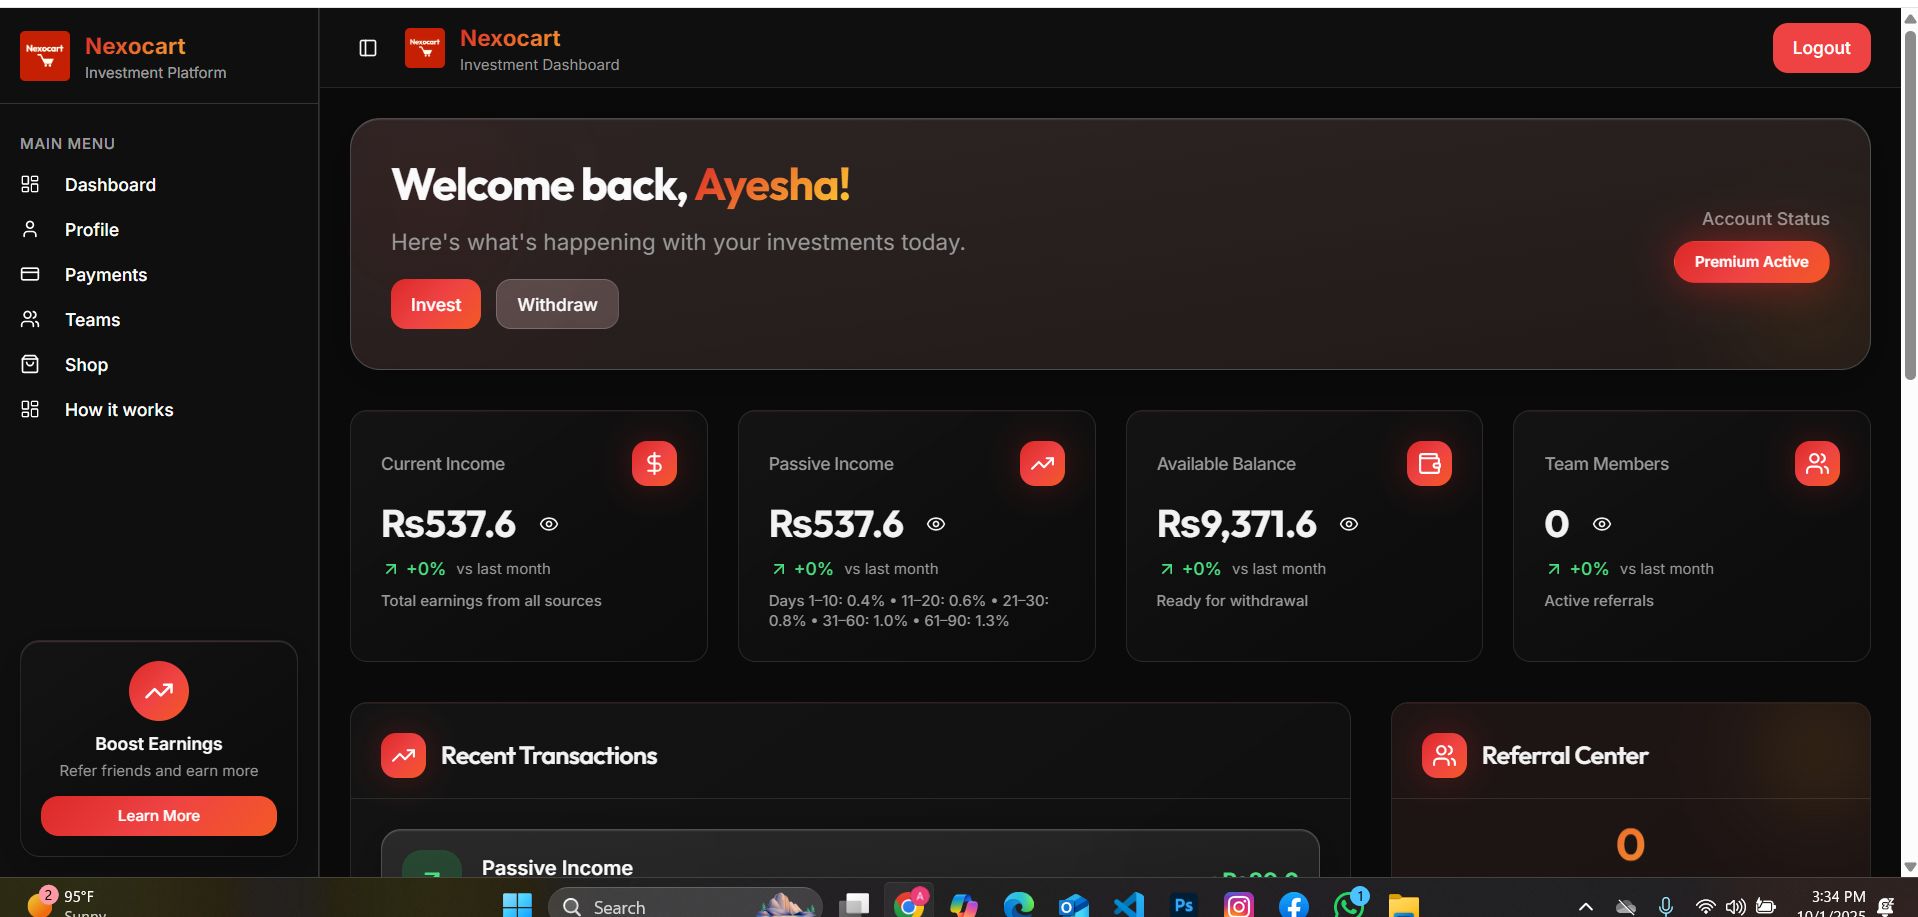 Nexocart
Nexocart
Investment Platform
MAIN MENU
Dashboard
Profile
Payments
Teams
Shop
How it works
Boost Earnings
Refer friends and earn more
Learn More
Nexocart
Nexocart
Investment Dashboard
Logout
Welcome back, Ayesha!
Here's what's happening with your investments today.
Invest
Withdraw
Account Status
Premium Active
Current Income
Rs537.6
+0% vs last month
Total earnings from all sources
Passive Income
Rs537.6
+0% vs last month
Days 1–10: 0.4% • 11–20: 0.6% • 21–30:
0.8% • 31–60: 1.0% • 61–90: 1.3%
Available Balance
Rs9,371.6
+0% vs last month
Ready for withdrawal
Team Members
0
+0% vs last month
Active referrals
Recent Transactions
Passive Income
Referral Center
0
2
95°F
Sunny
Search
A
Ps
1
3:34 PM
10/1/2025